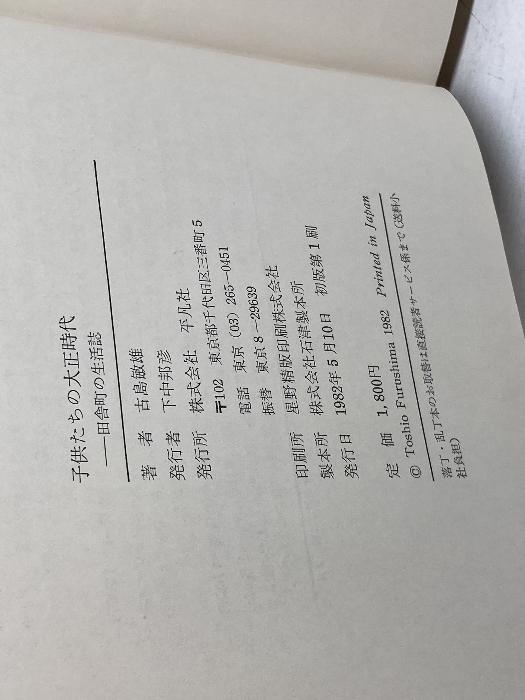 子供たちの大正時代
——田舎町の生活誌
著　者　古島敏雄
発行者　下中邦彦
発行所　株式会社　平凡社
〒102　東京都千代田区三番町5
電話　東京(03)265—0451
振替　東京8—29639
印刷所　星野精版印刷株式会社
製本所　株式会社石津製本所
発行日　1982年5月10日　初版第1刷
定　価　1,800円
© Toshio Furushima 1982　Printed in Japan
落丁・乱丁本のお取替は直接読者サービス係まで(送料小
社負担)